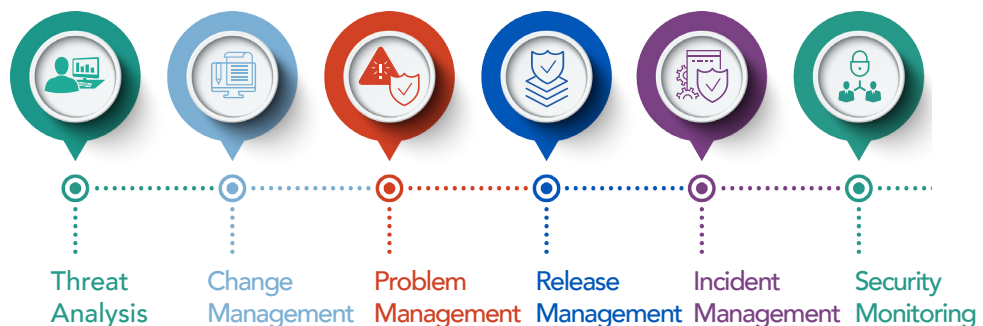 Threat
Analysis
Change
Management
Problem
Management
Release
Management
Incident
Management
Security
Monitoring